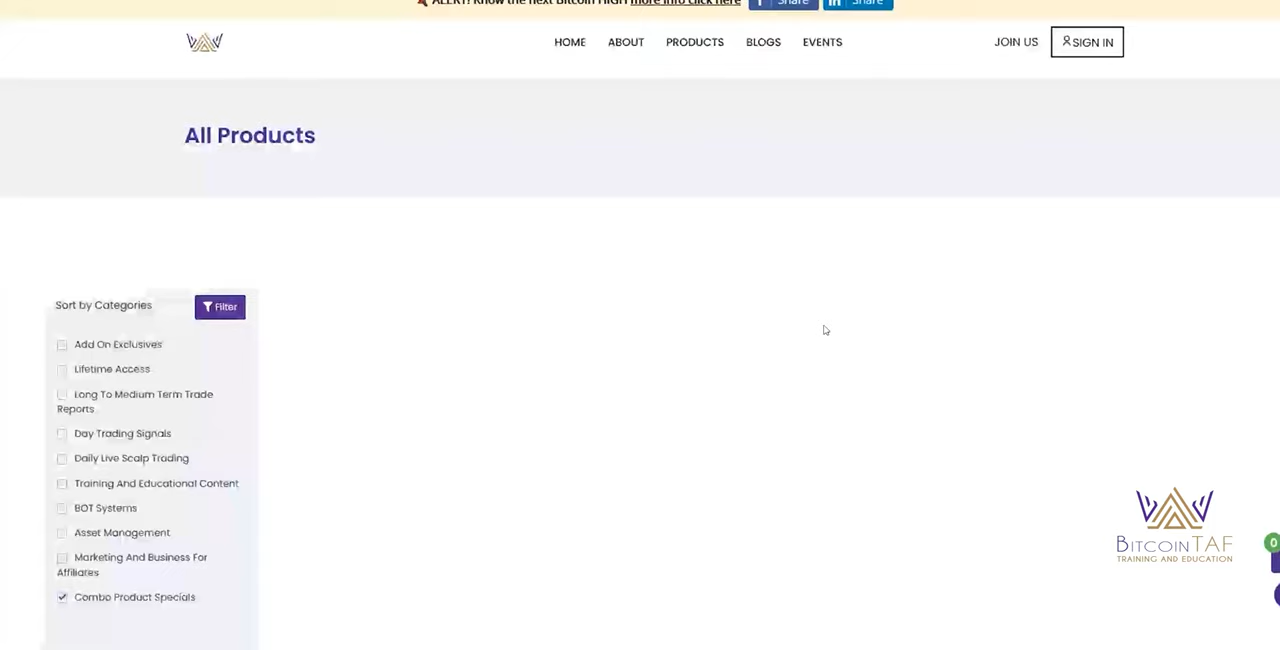 ALERT! Know the next Bitcoin HIGH more info click here
Share
Share
HOME ABOUT PRODUCTS BLOGS EVENTS
JOIN US
SIGN IN
All Products
Sort by Categories
Filter
Add On Exclusives
Lifetime Access
Long To Medium Term Trade
Reports
Day Trading Signals
Daily Live Scalp Trading
Training And Educational Content
BOT Systems
Asset Management
Marketing And Business For
Affiliates
Combo Product Specials
BITCOINTAF
TRAINING AND EDUCATION
0